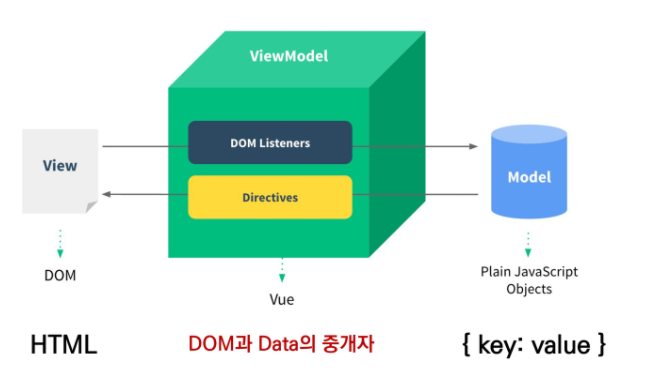 ViewModel
DOM Listeners
View
Model
Directives
DOM
Vue
Plain JavaScript
Objects
HTML
DOM과 Data의 중개자
{ key: value }